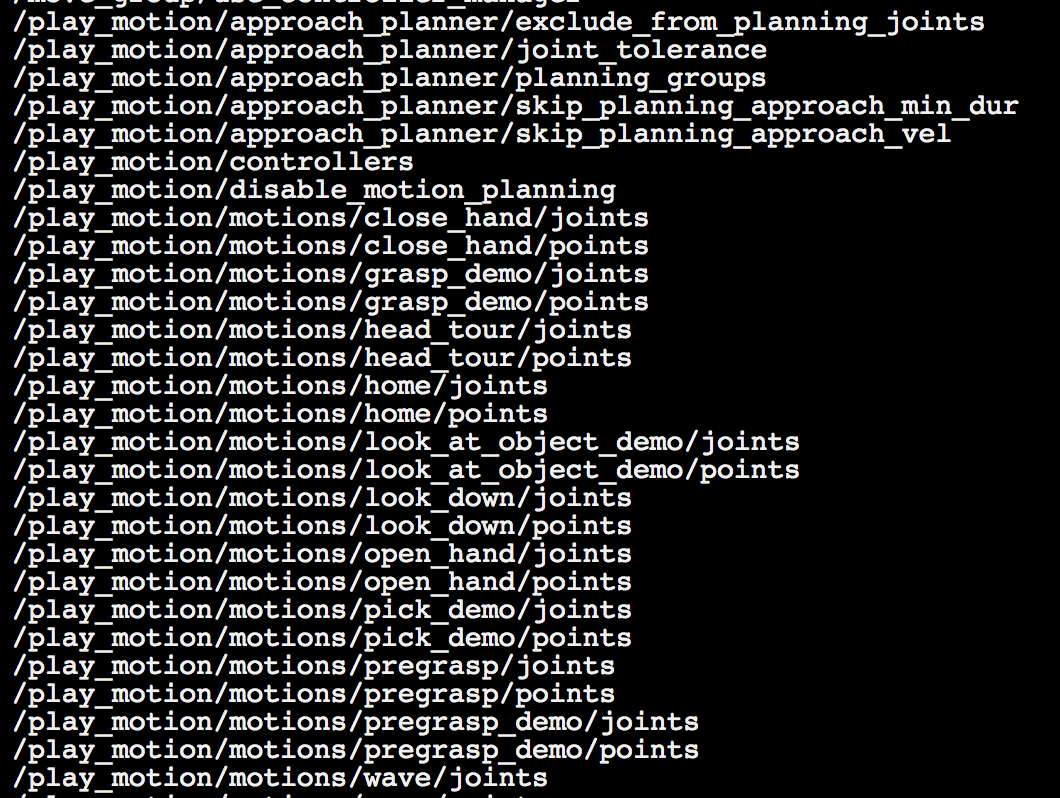 /move_group/use_controller_manager
/play_motion/approach_planner/exclude_from_planning_joints
/play_motion/approach_planner/joint_tolerance
/play_motion/approach_planner/planning_groups
/play_motion/approach_planner/skip_planning_approach_min_dur
/play_motion/approach_planner/skip_planning_approach_vel
/play_motion/controllers
/play_motion/disable_motion_planning
/play_motion/motions/close_hand/joints
/play_motion/motions/close_hand/points
/play_motion/motions/grasp_demo/joints
/play_motion/motions/grasp_demo/points
/play_motion/motions/head_tour/joints
/play_motion/motions/head_tour/points
/play_motion/motions/home/joints
/play_motion/motions/home/points
/play_motion/motions/look_at_object_demo/joints
/play_motion/motions/look_at_object_demo/points
/play_motion/motions/look_down/joints
/play_motion/motions/look_down/points
/play_motion/motions/open_hand/joints
/play_motion/motions/open_hand/points
/play_motion/motions/pick_demo/joints
/play_motion/motions/pick_demo/points
/play_motion/motions/pregrasp/joints
/play_motion/motions/pregrasp/points
/play_motion/motions/pregrasp_demo/joints
/play_motion/motions/pregrasp_demo/points
/play_motion/motions/wave/joints